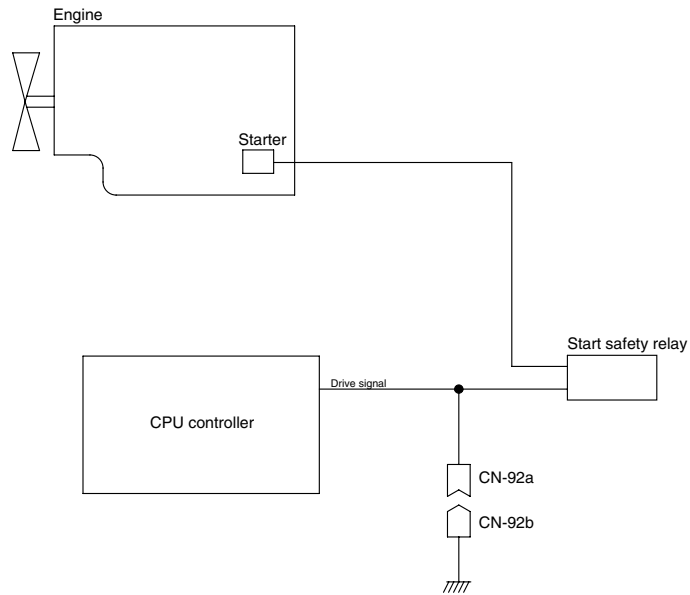 Engine
Starter
Start safety relay
Drive signal
CPU controller
CN-92a
CN-92b